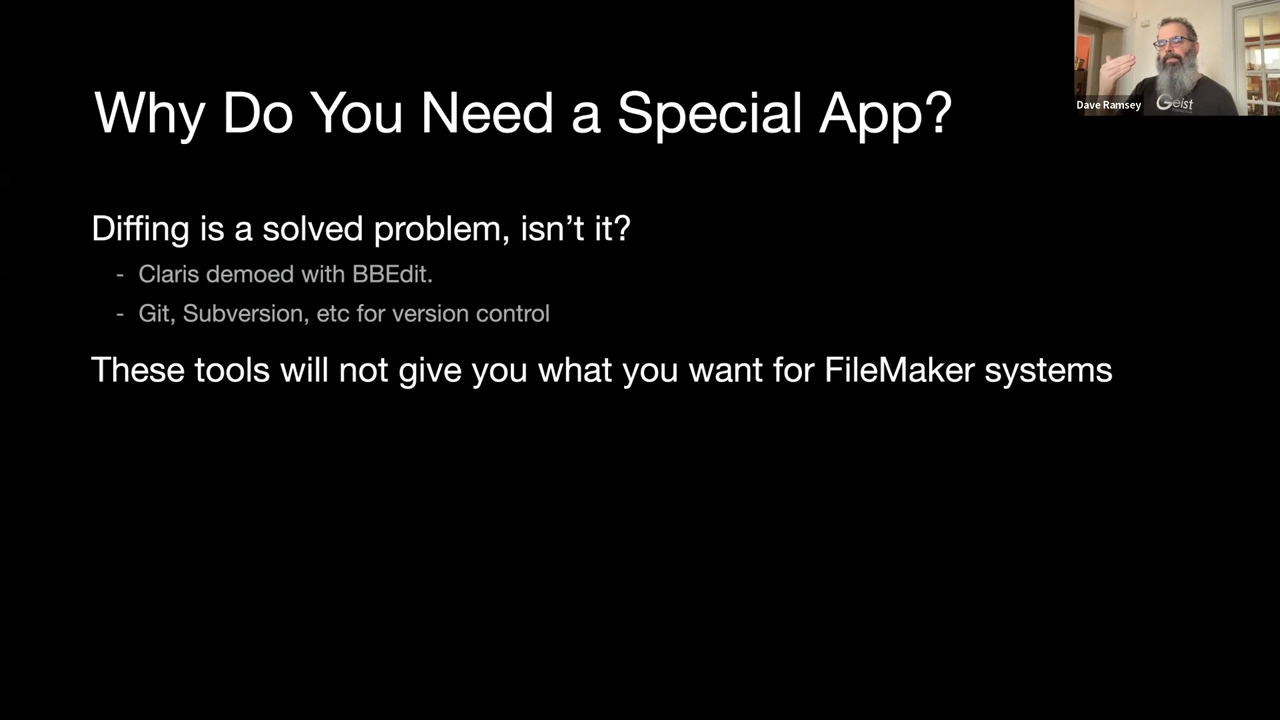 Why Do You Need a Special App?
Dave Ramsey
Geist
Diffing is a solved problem, isn’t it?
- Claris demoed with BBEdit.
- Git, Subversion, etc for version control
These tools will not give you what you want for FileMaker systems